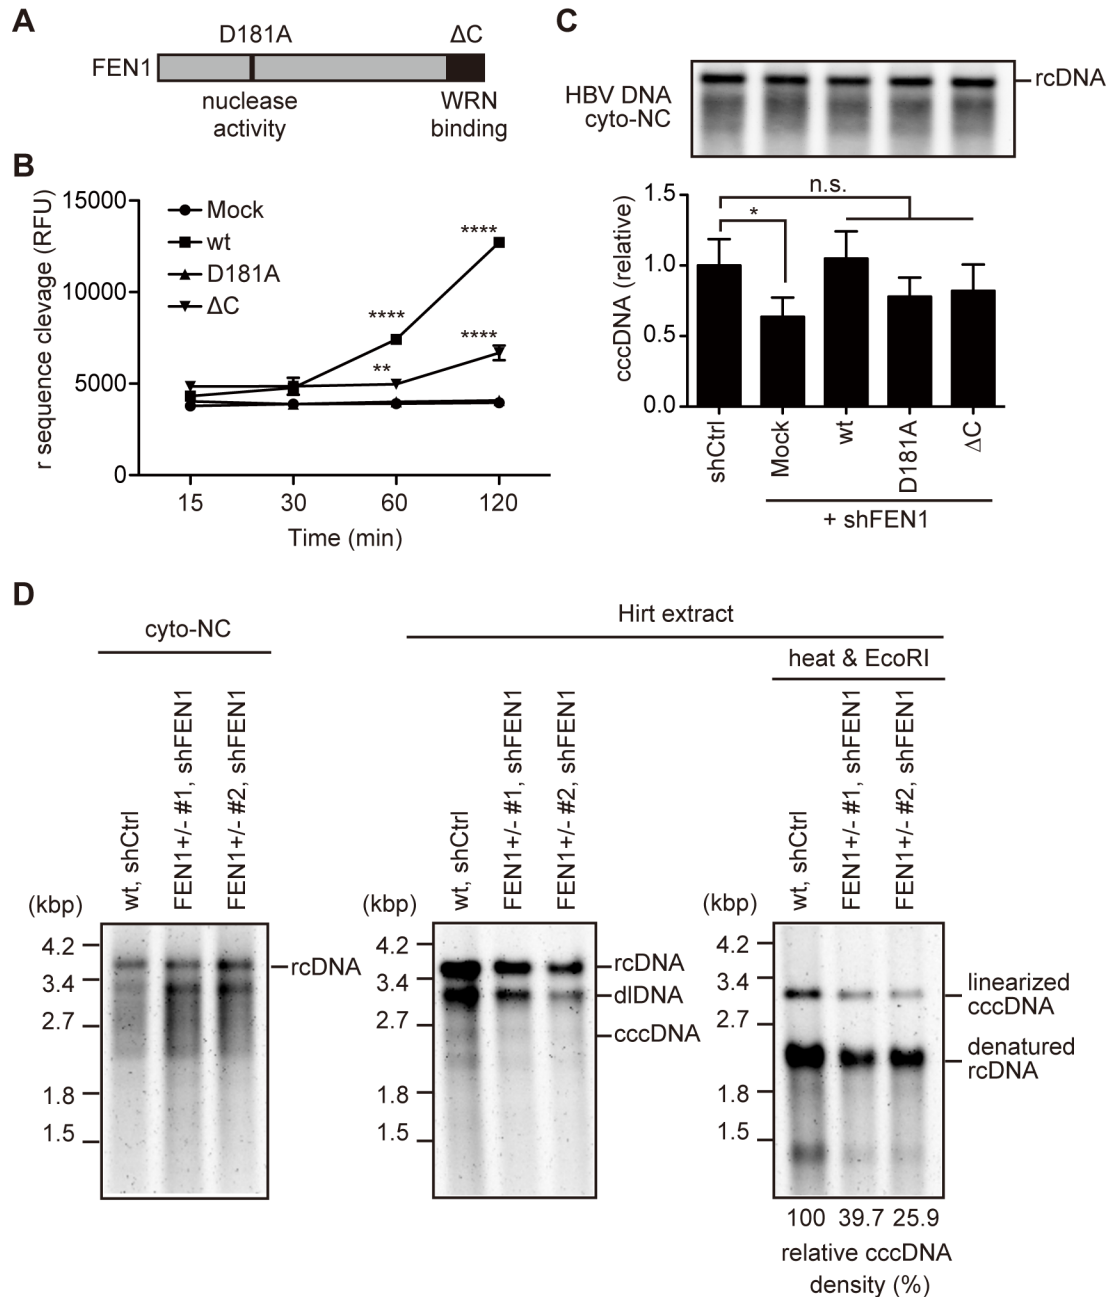 A
D181A
ΔC
FEN1
nuclease
activity
WRN
binding
B
r sequence clevage (RFU)
15000
10000
5000
0
Mock
wt
D181A
ΔC
****
****
**
****
15
30
60
120
Time (min)
C
HBV DNA
cyto-NC
rcDNA
cccDNA (relative)
1.5
1.0
0.5
0.0
n.s.
*
shCtrl
Mock
wt
D181A
ΔC
+ shFEN1
D
cyto-NC
wt, shCtrl
FEN1+/- #1, shFEN1
FEN1+/- #2, shFEN1
(kbp)
4.2
3.4
2.7
1.8
1.5
rcDNA
Hirt extract
wt, shCtrl
FEN1+/- #1, shFEN1
FEN1+/- #2, shFEN1
(kbp)
4.2
3.4
2.7
1.8
1.5
rcDNA
dlDNA
cccDNA
heat & EcoRI
wt, shCtrl
FEN1+/- #1, shFEN1
FEN1+/- #2, shFEN1
(kbp)
4.2
3.4
2.7
1.8
1.5
linearized
cccDNA
denatured
rcDNA
100 39.7 25.9
relative cccDNA
density (%)